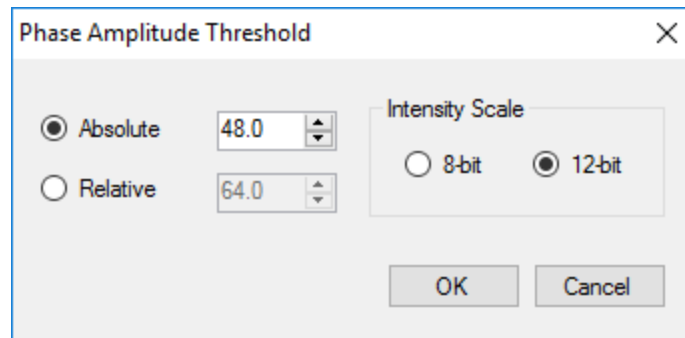 Phase Amplitude Threshold
Absolute 48.0
Relative 64.0
Intensity Scale
8-bit 12-bit
OK Cancel